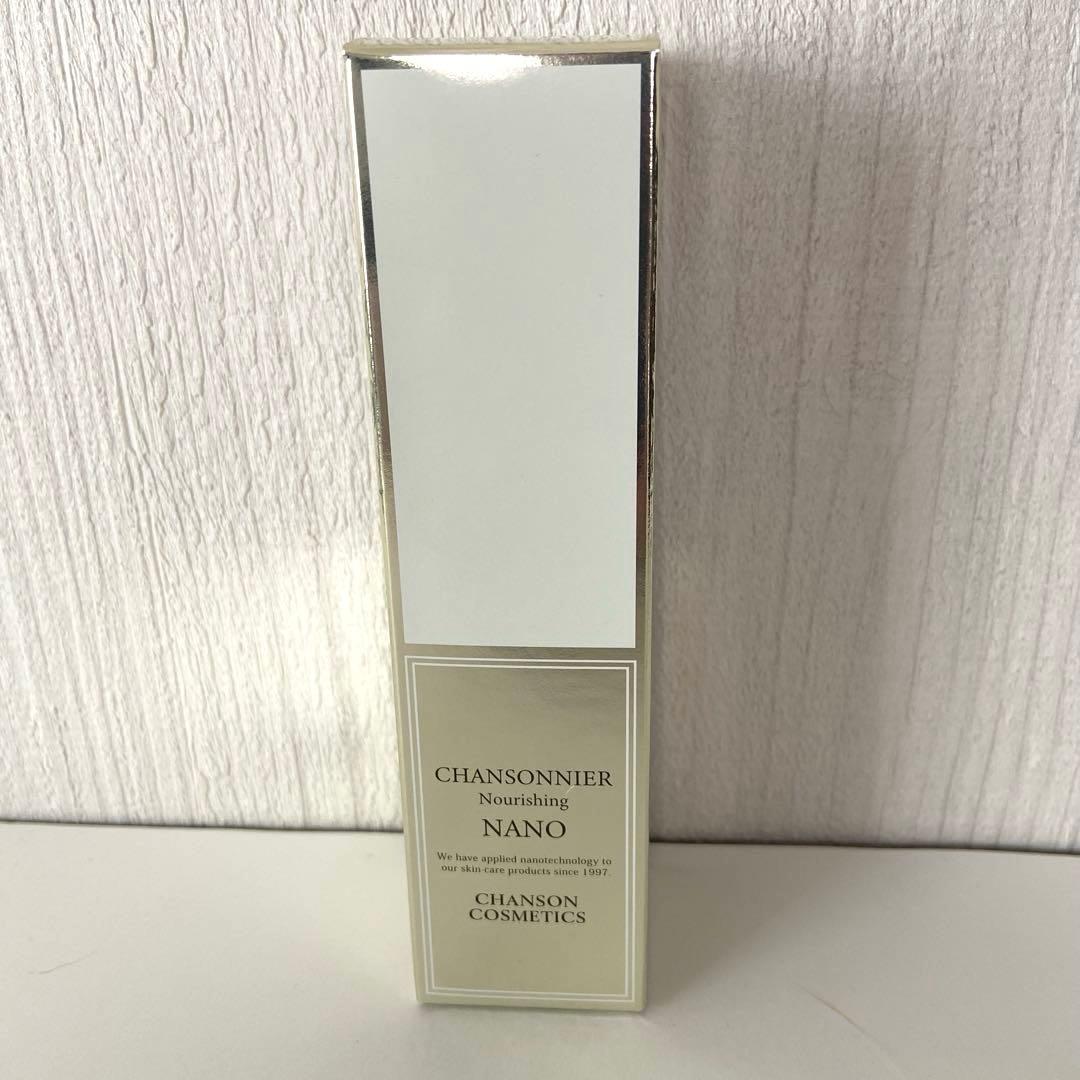 CHANSONNIER
Nourishing
NANO
We have applied nanotechnology to
our skin-care products since 1997.
CHANSON
COSMETICS